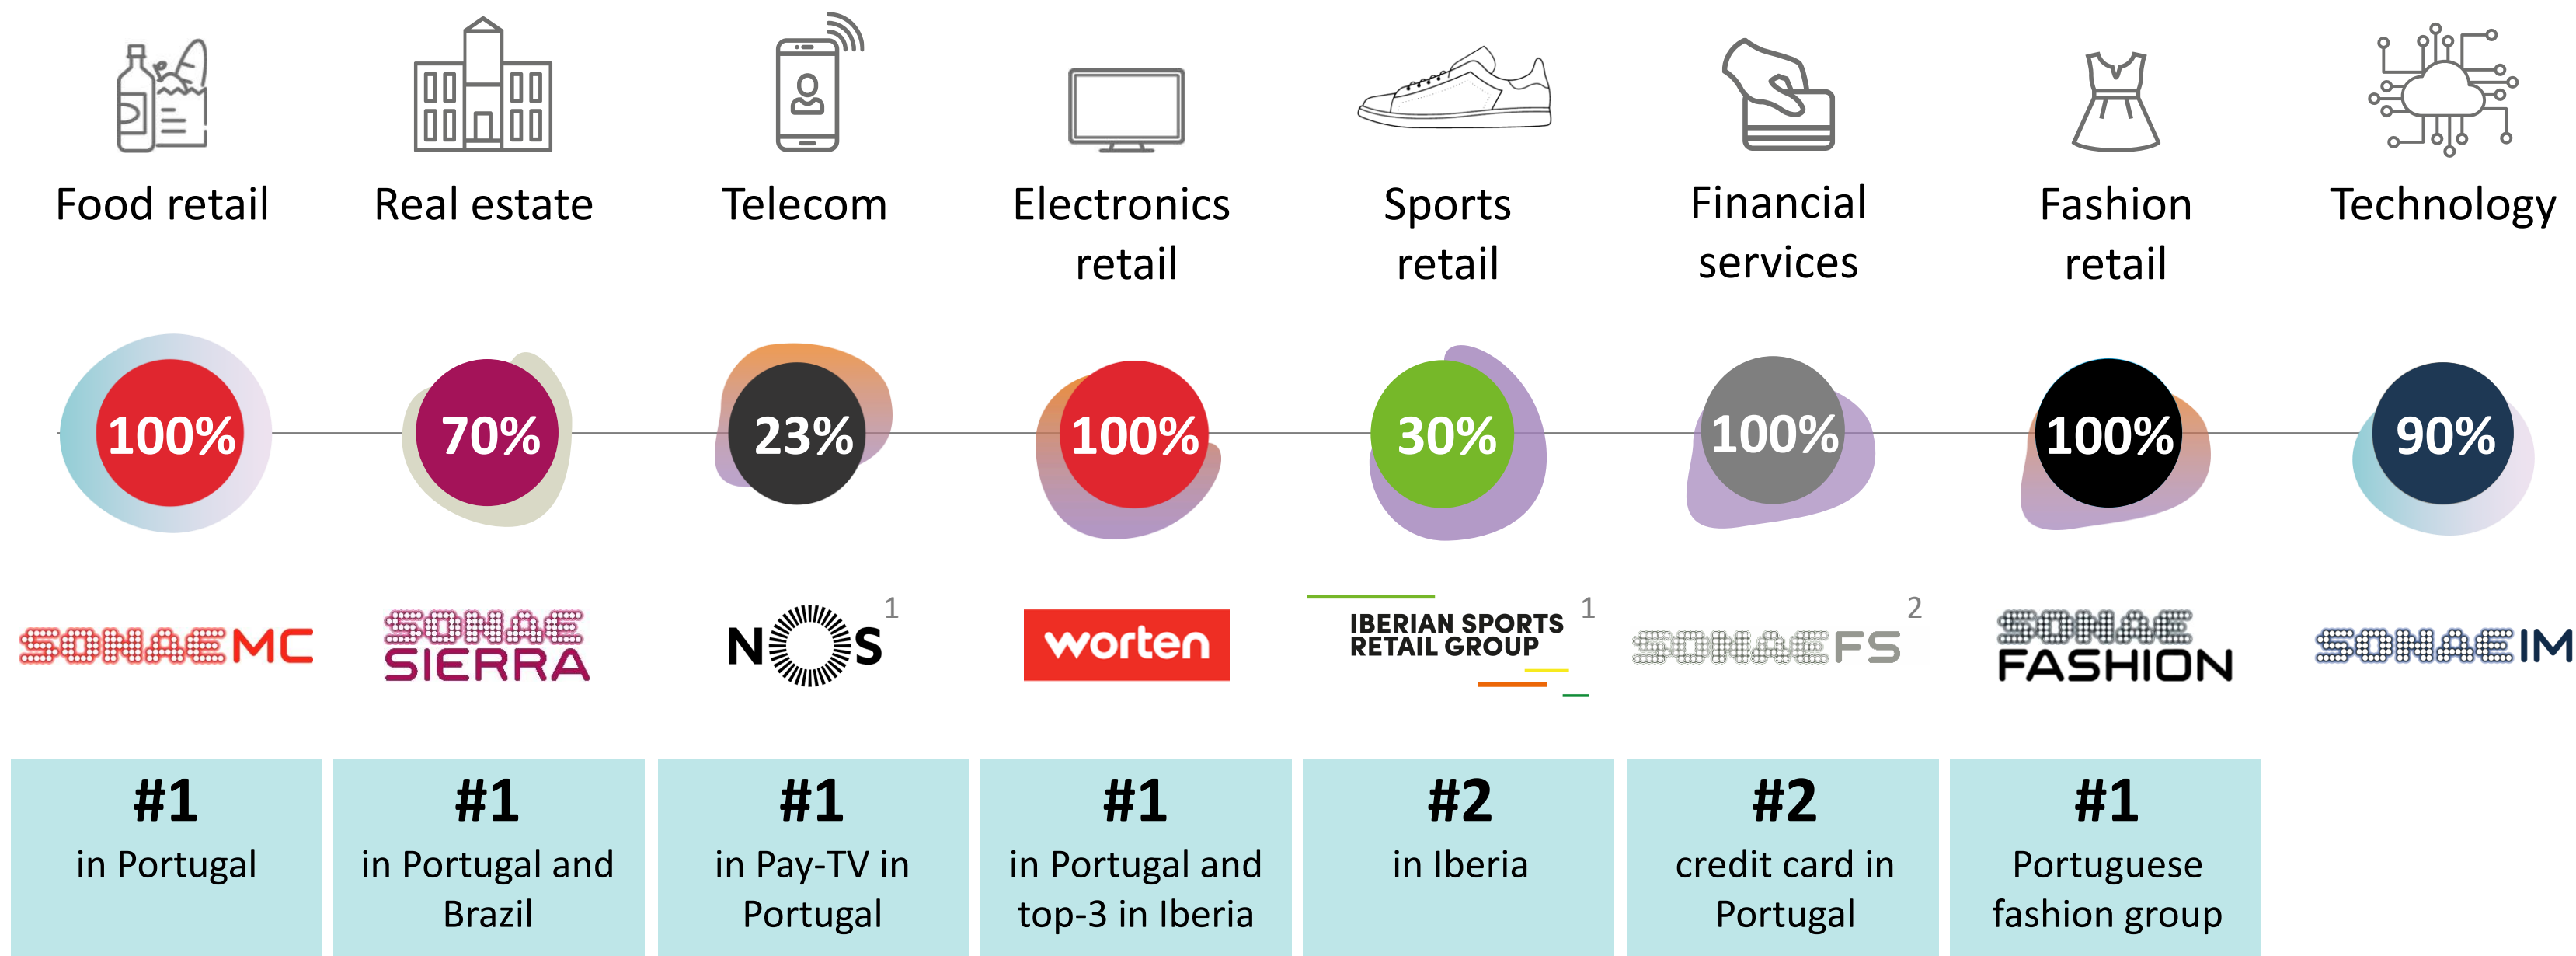 Food retail
Real estate
Telecom
Electronics
retail
Sports
retail
Financial
services
Fashion
retail
Technology
100%
70%
23%
100%
30%
100%
100%
90%
SONAE MC
SONAE
SIERRA
NOS 1
worten
IBERIAN SPORTS 1
RETAIL GROUP
SONAE FS 2
SONAE
FASHION
SONAE IM
#1
in Portugal
#1
in Portugal and
Brazil
#1
in Pay-TV in
Portugal
#1
in Portugal and
top-3 in Iberia
#2
in Iberia
#2
credit card in
Portugal
#1
Portuguese
fashion group